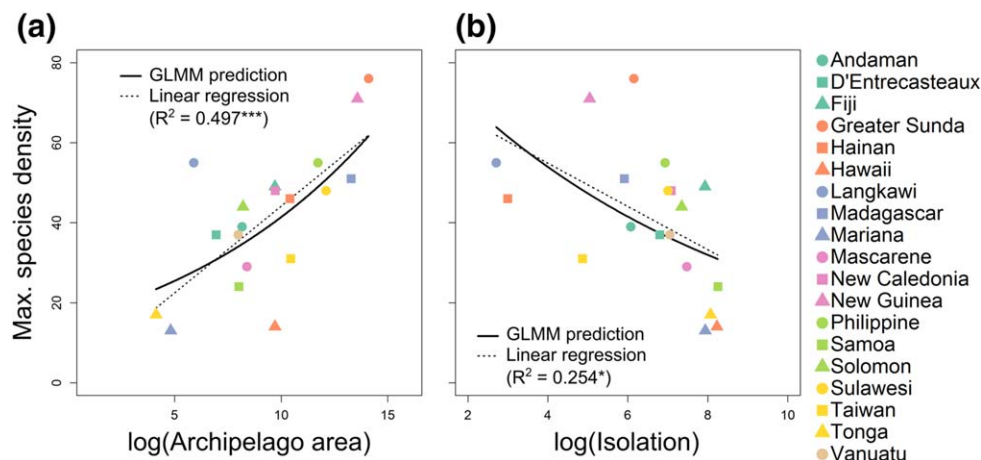 (a)
(b)
Max. species density
80
60
40
20
0
GLMM prediction
Linear regression
(R² = 0.497***)
5
10
15
log(Archipelago area)
GLMM prediction
Linear regression
(R² = 0.254*)
2
4
6
8
10
log(Isolation)
Andaman
D'Entrecasteaux
Fiji
Greater Sunda
Hainan
Hawaii
Langkawi
Madagascar
Mariana
Mascarene
New Caledonia
New Guinea
Philippine
Samoa
Solomon
Sulawesi
Taiwan
Tonga
Vanuatu